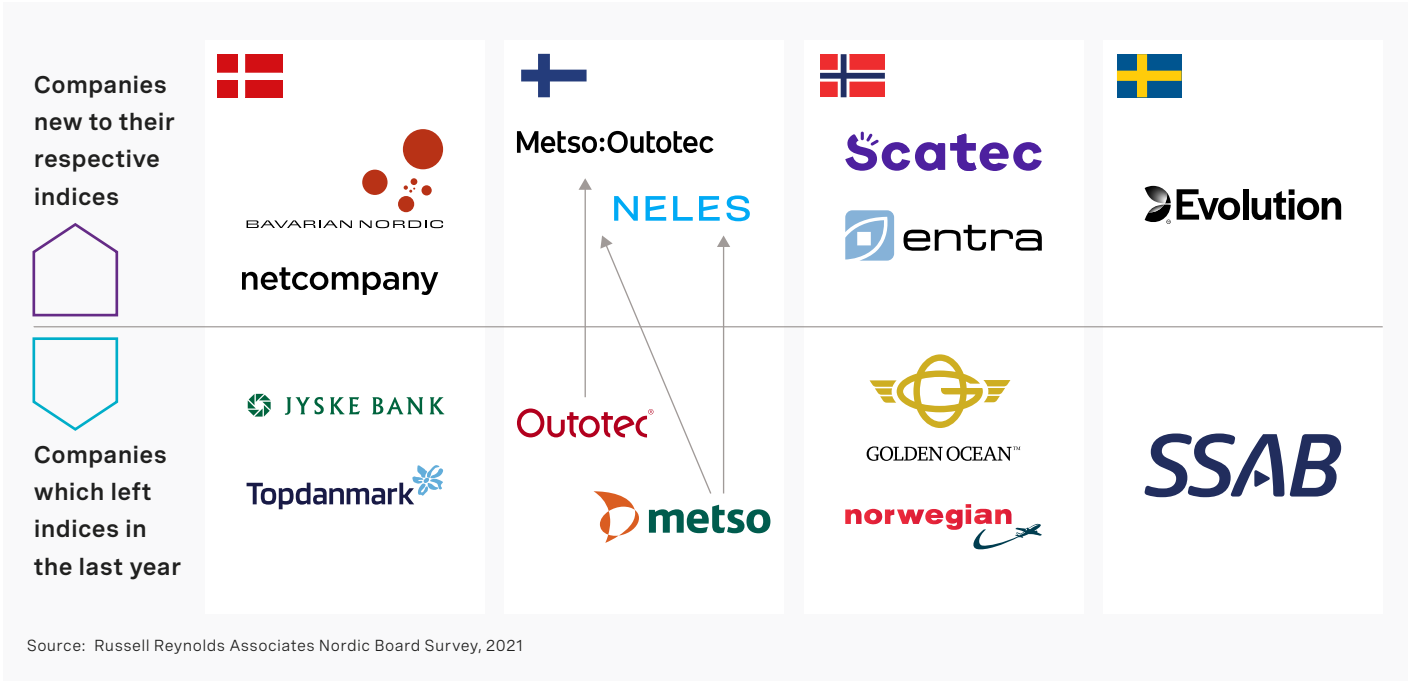 Companies
new to their
respective
indices
BAVARIAN NORDIC
netcompany
Metso:Outotec
NELES
Scatec
entra
Evolution
Companies
which left
indices in
the last year
JYSKE BANK
Topdanmark
Outotec®
metso
GOLDEN OCEAN™
norwegian
SSAB
Source: Russell Reynolds Associates Nordic Board Survey, 2021